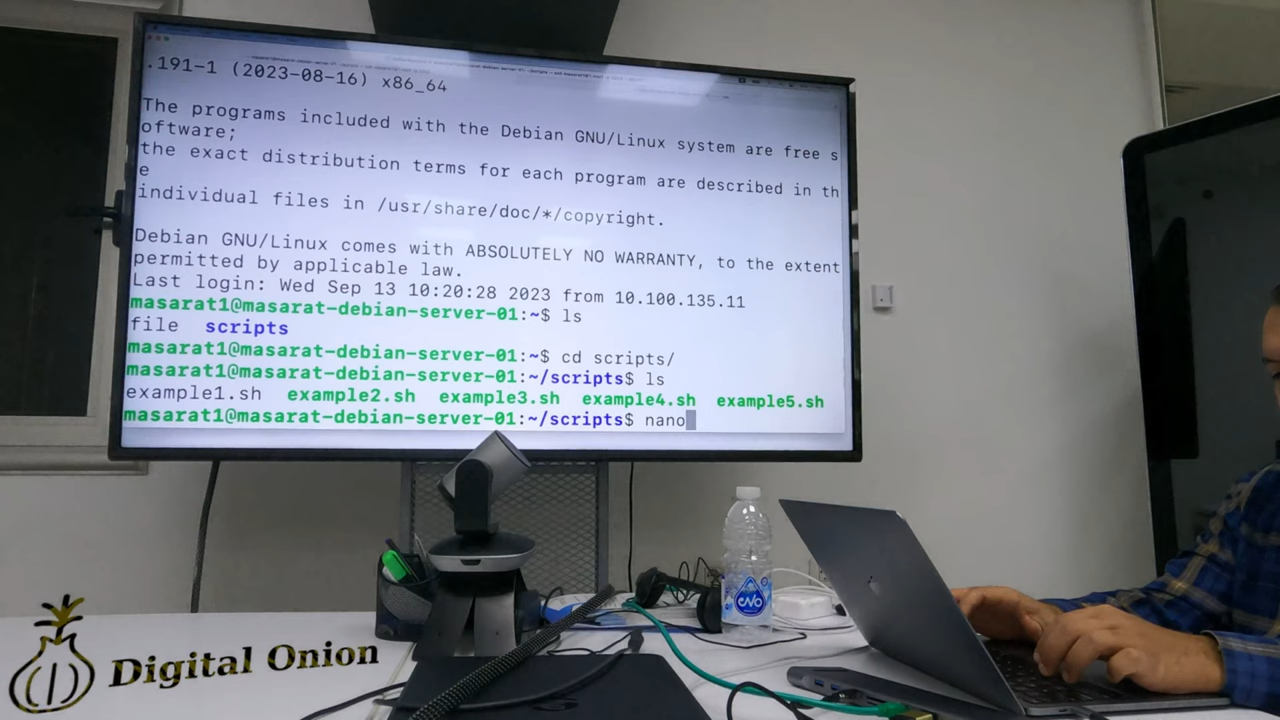 .191-1 (2023-08-16) x86_64
The programs included with the Debian GNU/Linux system are free s
oftware;
the exact distribution terms for each program are described in th
e
individual files in /usr/share/doc/*/copyright.
Debian GNU/Linux comes with ABSOLUTELY NO WARRANTY, to the extent
permitted by applicable law.
Last login: Wed Sep 13 10:20:28 2023 from 10.100.135.11
masarat1@masarat-debian-server-01:~$ ls
file scripts
masarat1@masarat-debian-server-01:~$ cd scripts/
masarat1@masarat-debian-server-01:~/scripts$ ls
example1.sh example2.sh example3.sh example4.sh example5.sh
masarat1@masarat-debian-server-01:~/scripts$ nano
Digital Onion